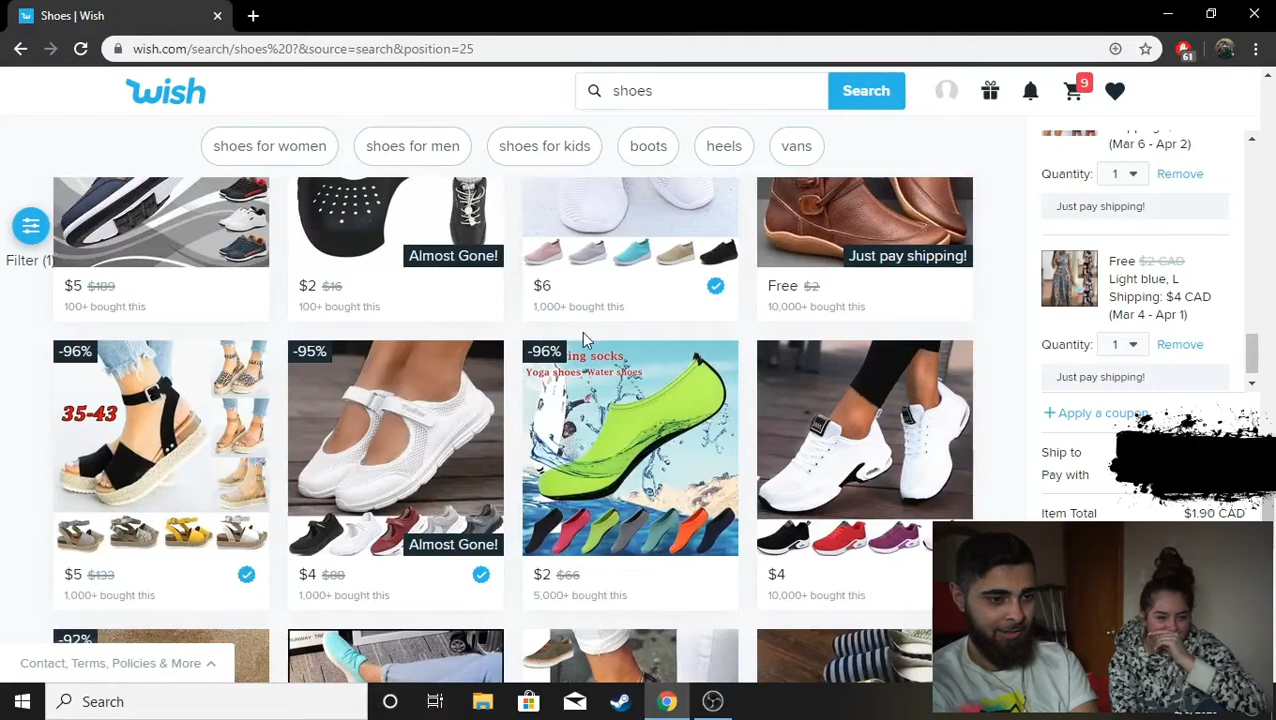 Shoes | Wish
wish.com/search/shoes%20?&source=search&position=25
61
wish
shoes
Search
9
shoes for women
shoes for men
shoes for kids
boots
heels
vans
(Mar 6 - Apr 2)
Quantity: 1 Remove
Just pay shipping!
Filter (1)
Almost Gone!
Just pay shipping!
$5 $189
100+ bought this
$2 $16
100+ bought this
$6
1,000+ bought this
Free $2
10,000+ bought this
Free $2 CAD
Light blue, L
Shipping: $4 CAD
(Mar 4 - Apr 1)
Quantity: 1 Remove
Just pay shipping!
-96%
35-43
-95%
Almost Gone!
-96%
socks
Yoga shoes, Water shoes
$5 $133
1,000+ bought this
$4 $88
1,000+ bought this
$2 $66
5,000+ bought this
$4
10,000+ bought this
+ Apply a coupon
Ship to
Pay with
Item Total $1.90 CAD
-92%
Contact, Terms, Policies & More
Search